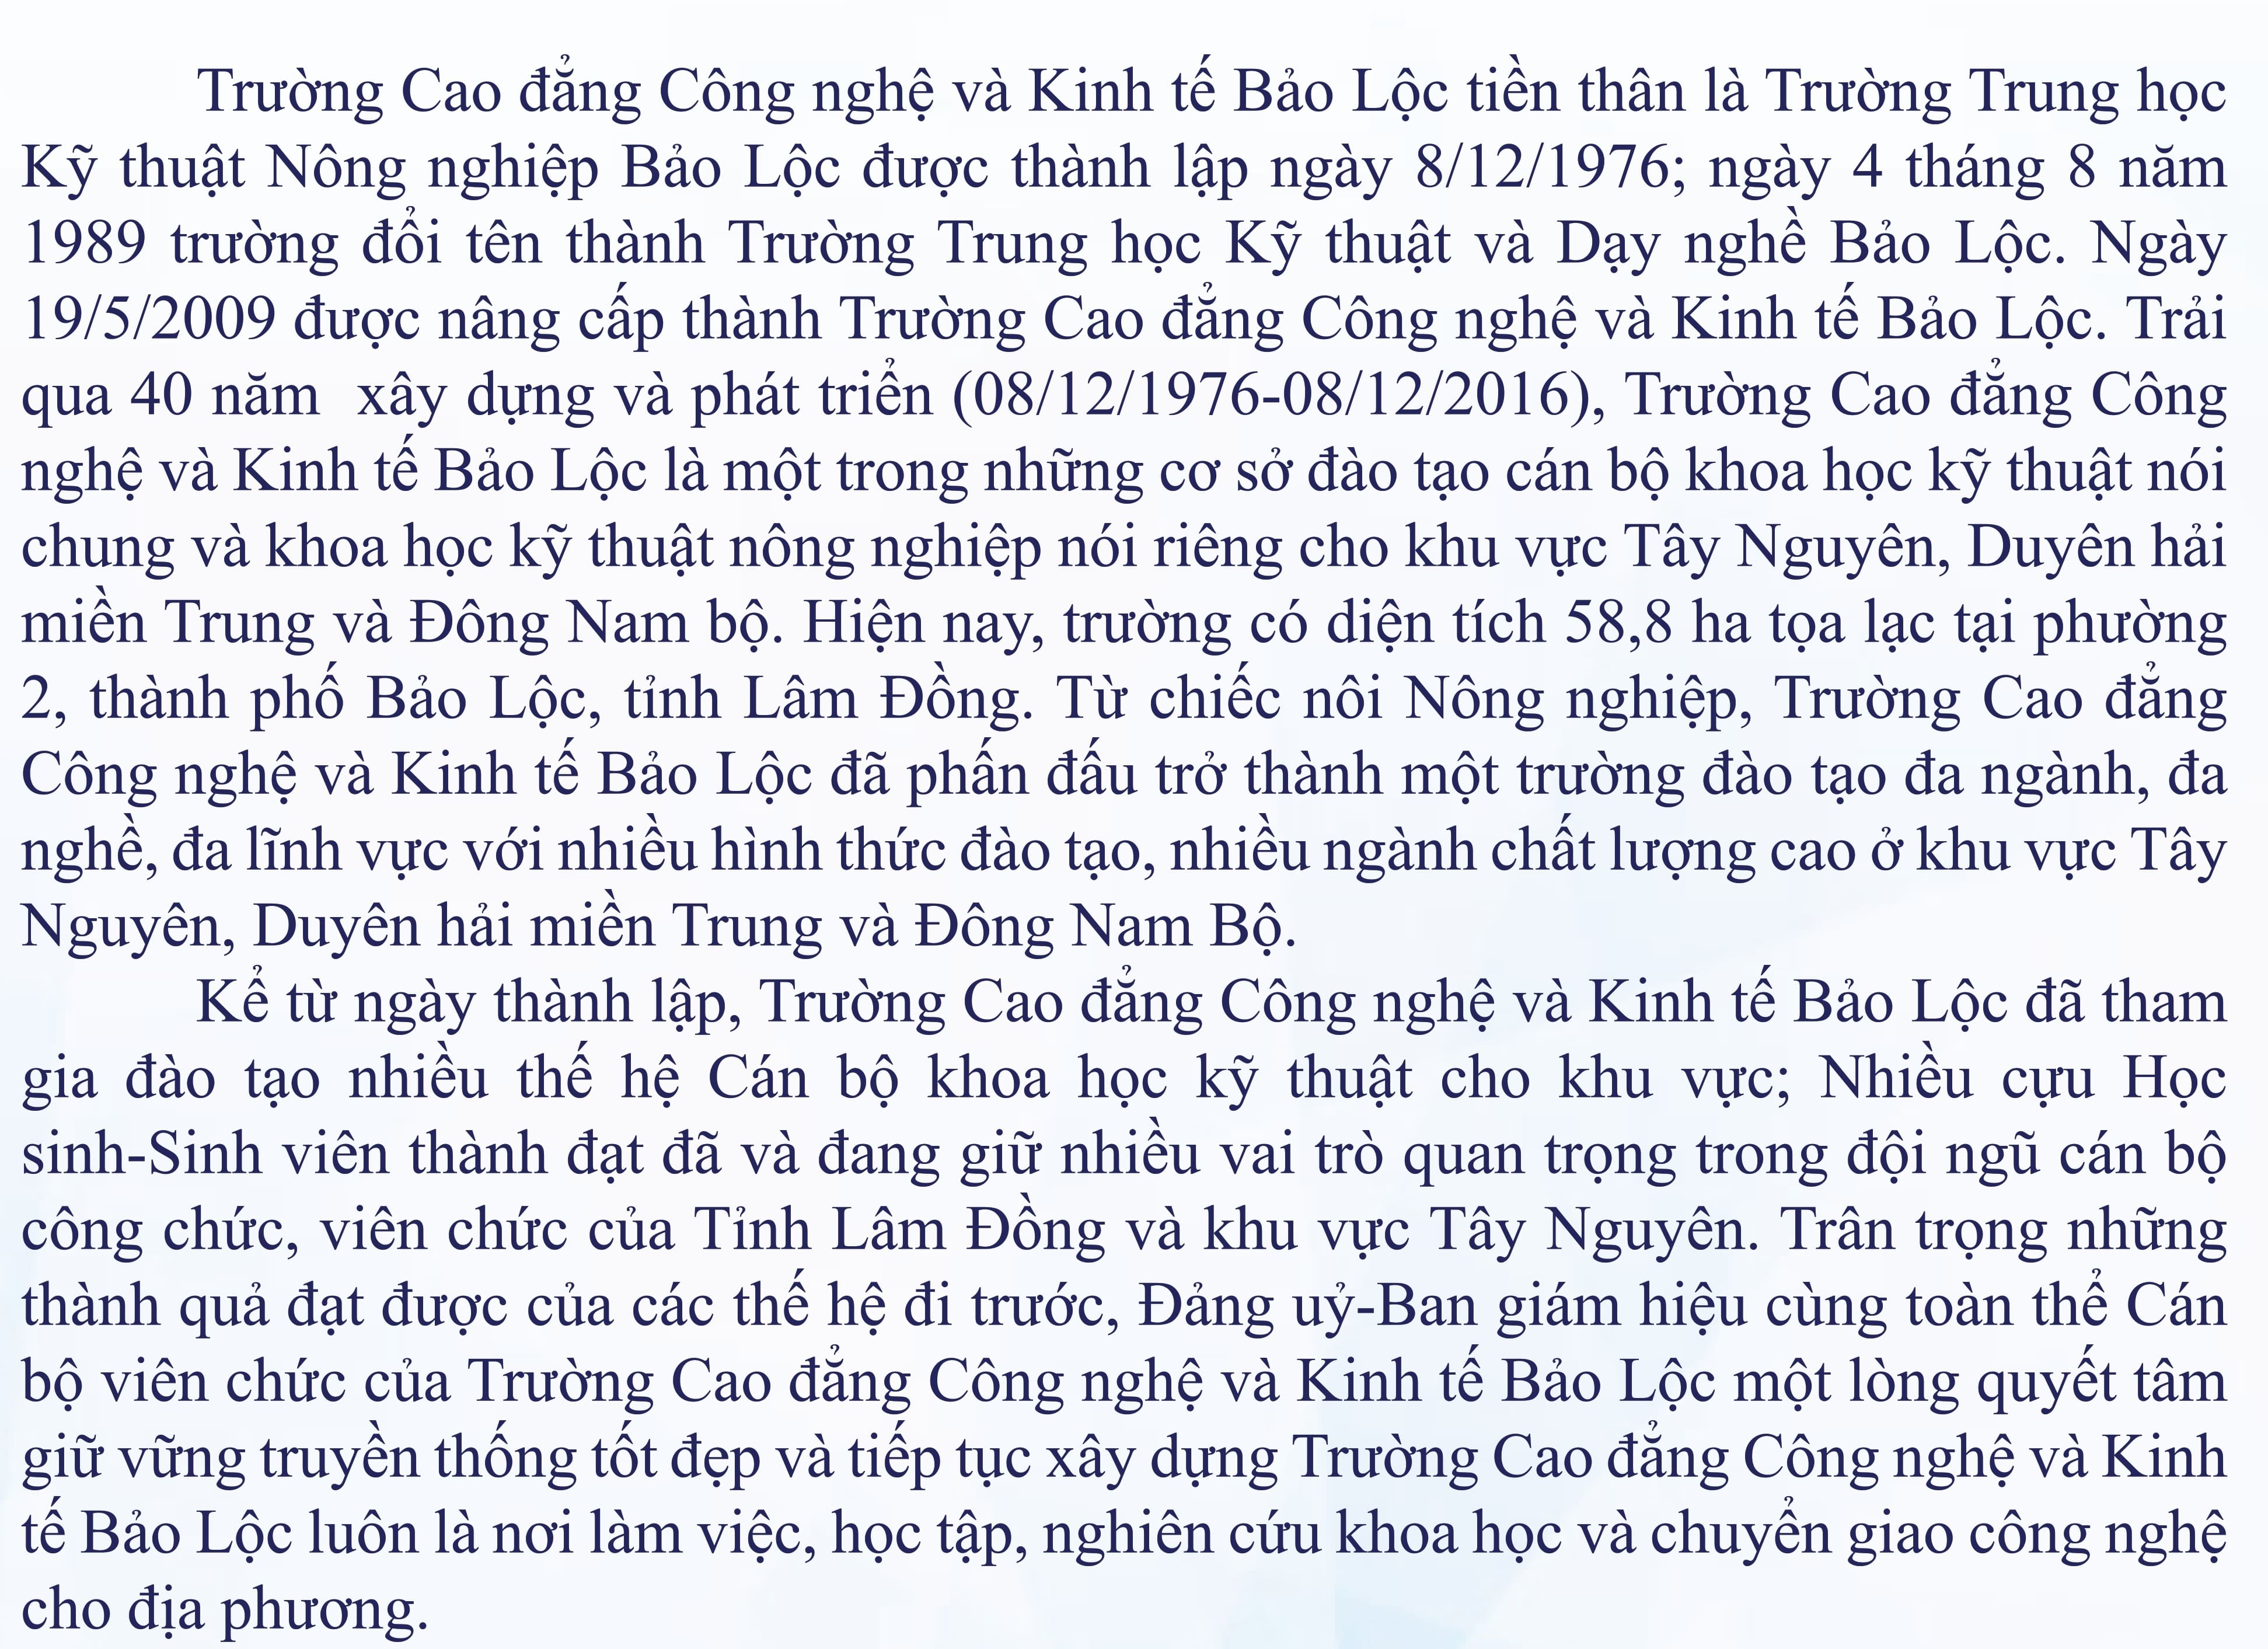 Trường Cao đẳng Công nghệ và Kinh tế Bảo Lộc tiền thân là Trường Trung học
Kỹ thuật Nông nghiệp Bảo Lộc được thành lập ngày 8/12/1976; ngày 4 tháng 8 năm
1989 trường đổi tên thành Trường Trung học Kỹ thuật và Dạy nghề Bảo Lộc. Ngày
19/5/2009 được nâng cấp thành Trường Cao đẳng Công nghệ và Kinh tế Bảo Lộc. Trải
qua 40 năm  xây dựng và phát triển (08/12/1976-08/12/2016), Trường Cao đẳng Công
nghệ và Kinh tế Bảo Lộc là một trong những cơ sở đào tạo cán bộ khoa học kỹ thuật nói
chung và khoa học kỹ thuật nông nghiệp nói riêng cho khu vực Tây Nguyên, Duyên hải
miền Trung và Đông Nam bộ. Hiện nay, trường có diện tích 58,8 ha tọa lạc tại phường
2, thành phố Bảo Lộc, tỉnh Lâm Đồng. Từ chiếc nôi Nông nghiệp, Trường Cao đẳng
Công nghệ và Kinh tế Bảo Lộc đã phấn đấu trở thành một trường đào tạo đa ngành, đa
nghề, đa lĩnh vực với nhiều hình thức đào tạo, nhiều ngành chất lượng cao ở khu vực Tây
Nguyên, Duyên hải miền Trung và Đông Nam Bộ.
Kể từ ngày thành lập, Trường Cao đẳng Công nghệ và Kinh tế Bảo Lộc đã tham
gia đào tạo nhiều thế hệ Cán bộ khoa học kỹ thuật cho khu vực; Nhiều cựu Học
sinh-Sinh viên thành đạt đã và đang giữ nhiều vai trò quan trọng trong đội ngũ cán bộ
công chức, viên chức của Tỉnh Lâm Đồng và khu vực Tây Nguyên. Trân trọng những
thành quả đạt được của các thế hệ đi trước, Đảng uỷ-Ban giám hiệu cùng toàn thể Cán
bộ viên chức của Trường Cao đẳng Công nghệ và Kinh tế Bảo Lộc một lòng quyết tâm
giữ vững truyền thống tốt đẹp và tiếp tục xây dựng Trường Cao đẳng Công nghệ và Kinh
tế Bảo Lộc luôn là nơi làm việc, học tập, nghiên cứu khoa học và chuyển giao công nghệ
cho địa phương.